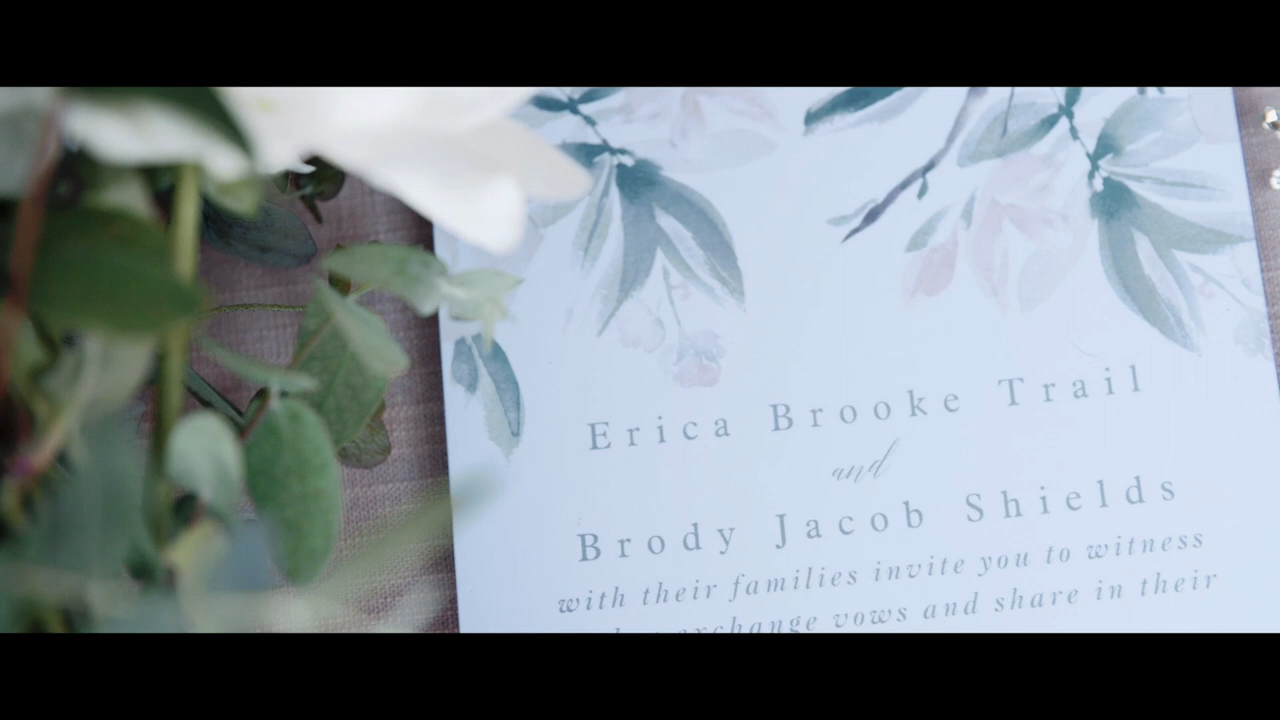 Erica Brooke Trail
and
Brody Jacob Shields
with their families invite you to witness
exchange vows and share in their